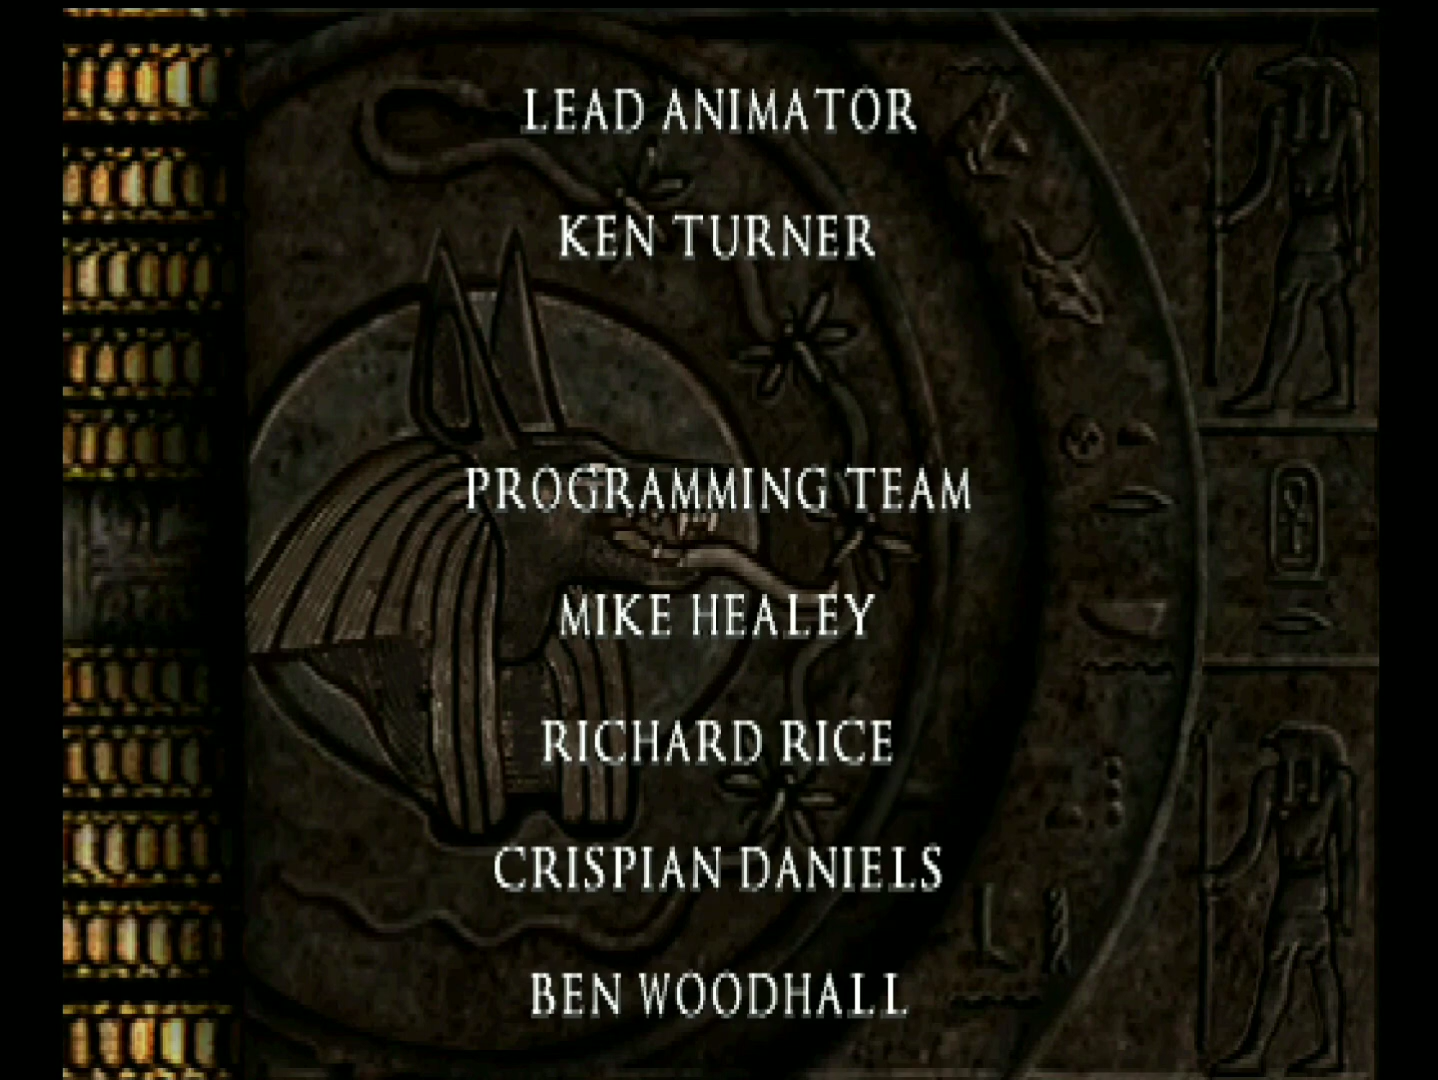 LEAD ANIMATOR
KEN TURNER
PROGRAMMING TEAM
MIKE HEALEY
RICHARD RICE
CRISPIAN DANIELS
BEN WOODHALL